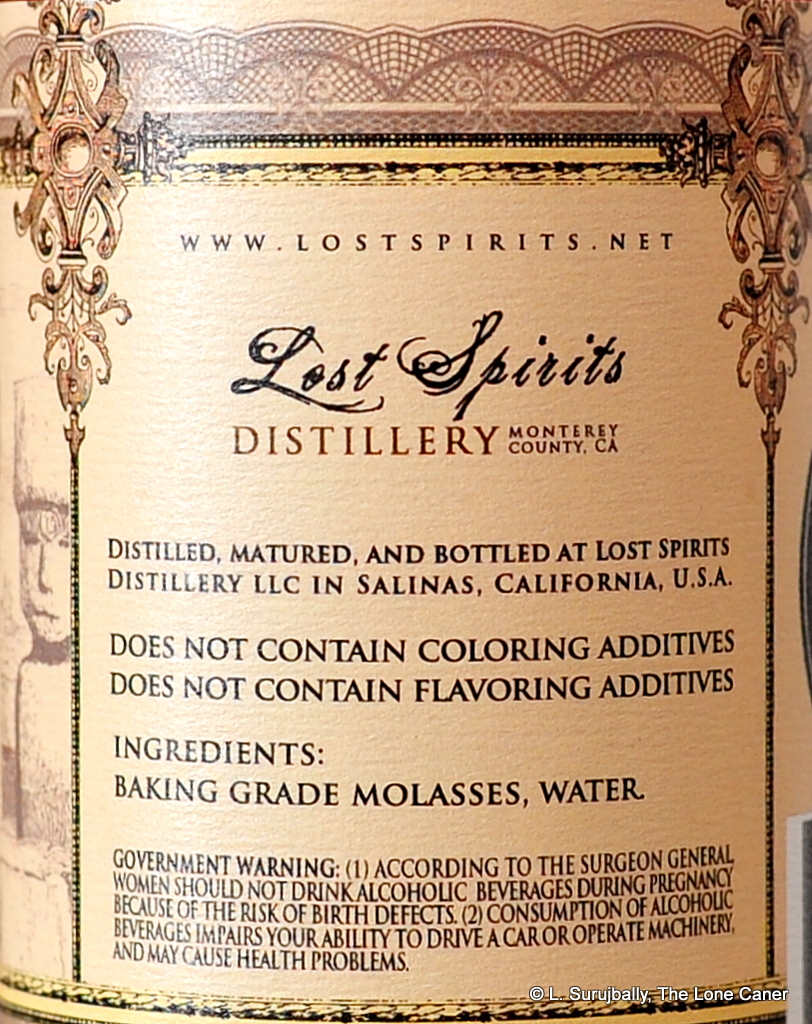 WWW.LOSTSPIRITS.NET
Lost Spirits
DISTILLERY MONTEREY
COUNTY, CA
DISTILLED, MATURED, AND BOTTLED AT LOST SPIRITS
DISTILLERY LLC IN SALINAS, CALIFORNIA, U.S.A.
DOES NOT CONTAIN COLORING ADDITIVES
DOES NOT CONTAIN FLAVORING ADDITIVES
INGREDIENTS:
BAKING GRADE MOLASSES, WATER.
GOVERNMENT WARNING: (1) ACCORDING TO THE SURGEON GENERAL,
WOMEN SHOULD NOT DRINK ALCOHOLIC BEVERAGES DURING PREGNANCY
BECAUSE OF THE RISK OF BIRTH DEFECTS. (2) CONSUMPTION OF ALCOHOLIC
BEVERAGES IMPAIRS YOUR ABILITY TO DRIVE A CAR OR OPERATE MACHINERY,
AND MAY CAUSE HEALTH PROBLEMS.
© L. Surujbally, The Lone Caner